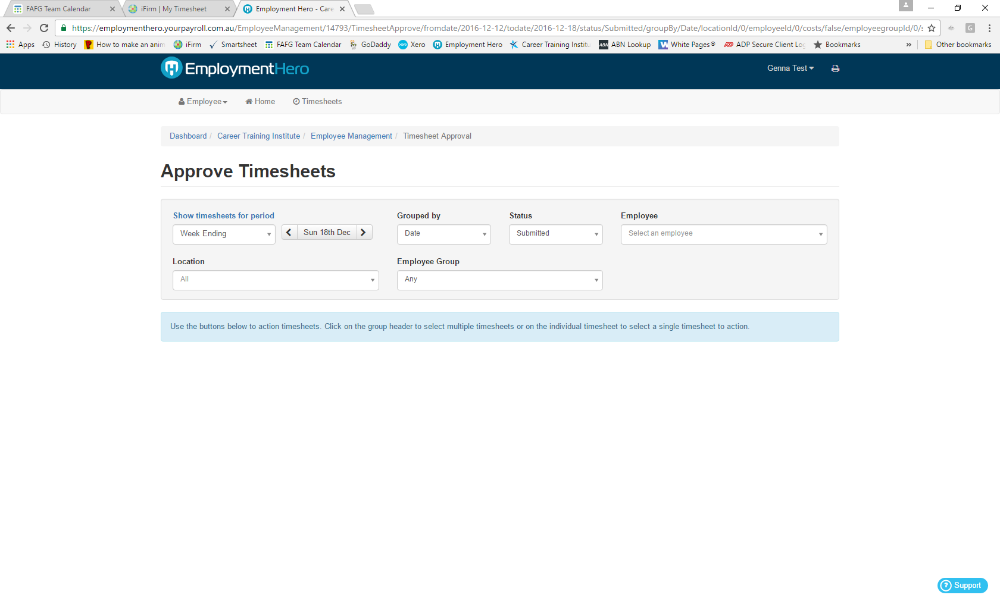 FAFG Team Calendar
iFirm | My Timesheet
Employment Hero - Care
https://employmenthero.yourpayroll.com.au/EmployeeManagement/14793/TimesheetApprove/fromdate/2016-12-12/todate/2016-12-18/status/Submitted/groupBy/Date/locationId/0/employeeId/0/costs/false/employeegroupId/0/s
G
Apps History How to make an anim iFirm Smartsheet FAFG Team Calendar GoDaddy Xero Employment Hero Career Training Institu ABN Lookup White Pages® ADP Secure Client Log Bookmarks » Other bookmarks
EmploymentHero
Genna Test
Employee Home Timesheets
Dashboard / Career Training Institute / Employee Management / Timesheet Approval
Approve Timesheets
Show timesheets for period Grouped by Status Employee
Week Ending Sun 18th Dec Date Submitted Select an employee
Location Employee Group
All Any
Use the buttons below to action timesheets. Click on the group header to select multiple timesheets or on the individual timesheet to select a single timesheet to action.
? Support